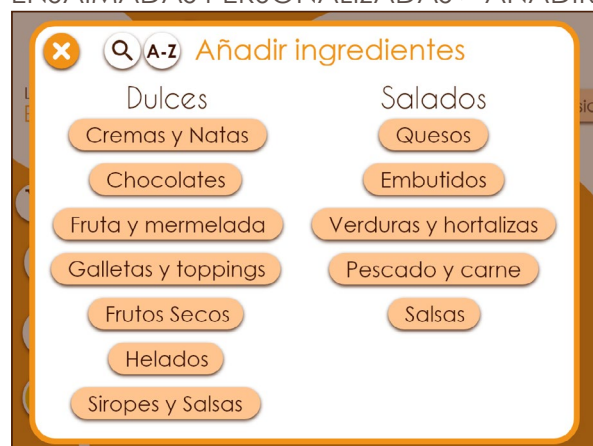 A-Z Añadir ingredientes
Dulces
Cremas y Natas
Chocolates
Fruta y mermelada
Galletas y toppings
Frutos Secos
Helados
Siropes y Salsas
Salados
Quesos
Embutidos
Verduras y hortalizas
Pescado y carne
Salsas